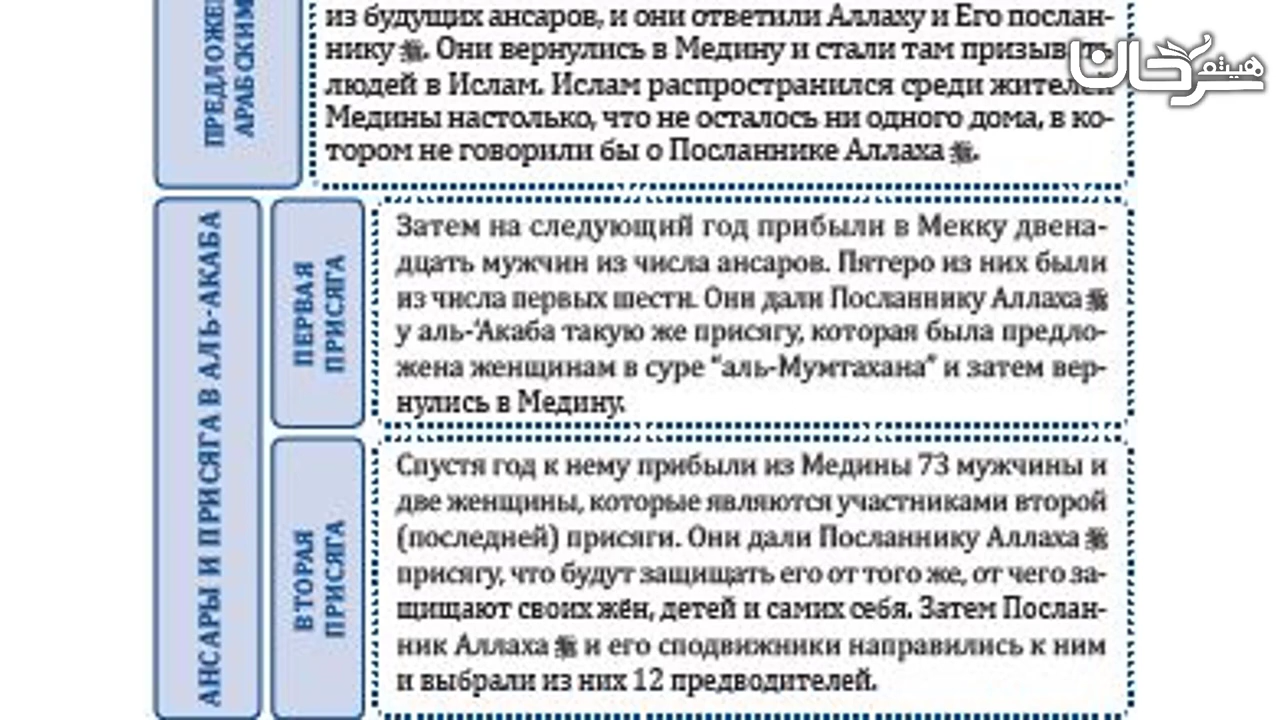 ПРЕДЛОЖЕ
АРАБСКИМ
из будущих ансаров, и они ответили Аллаху и Его послан-
нику ﷺ. Они вернулись в Медину и стали там призывать
людей в Ислам. Ислам распространился среди жителей
Медины настолько, что не осталось ни одного дома, в ко-
тором не говорили бы о Посланнике Аллаха ﷺ.
АНСАРЫ И ПРИСЯГА В АЛЬ-АКАБА
ПЕРВАЯ
ПРИСЯГА
Затем на следующий год прибыли в Мекку двена-
дцать мужчин из числа ансаров. Пятеро из них были
из числа первых шести. Они дали Посланнику Аллаха ﷺ
у аль-‘Акаба такую же присягу, которая была предло-
жена женщинам в суре “аль-Мумтахана” и затем вер-
нулись в Медину.
ВТОРАЯ
ПРИСЯГА
Спустя год к нему прибыли из Медины 73 мужчины и
две женщины, которые являются участниками второй
(последней) присяги. Они дали Посланнику Аллаха ﷺ
присягу, что будут защищать его от того же, от чего за-
щищают своих жён, детей и самих себя. Затем Послан-
ник Аллаха ﷺ и его сподвижники направились к ним
и выбрали из них 12 предводителей.